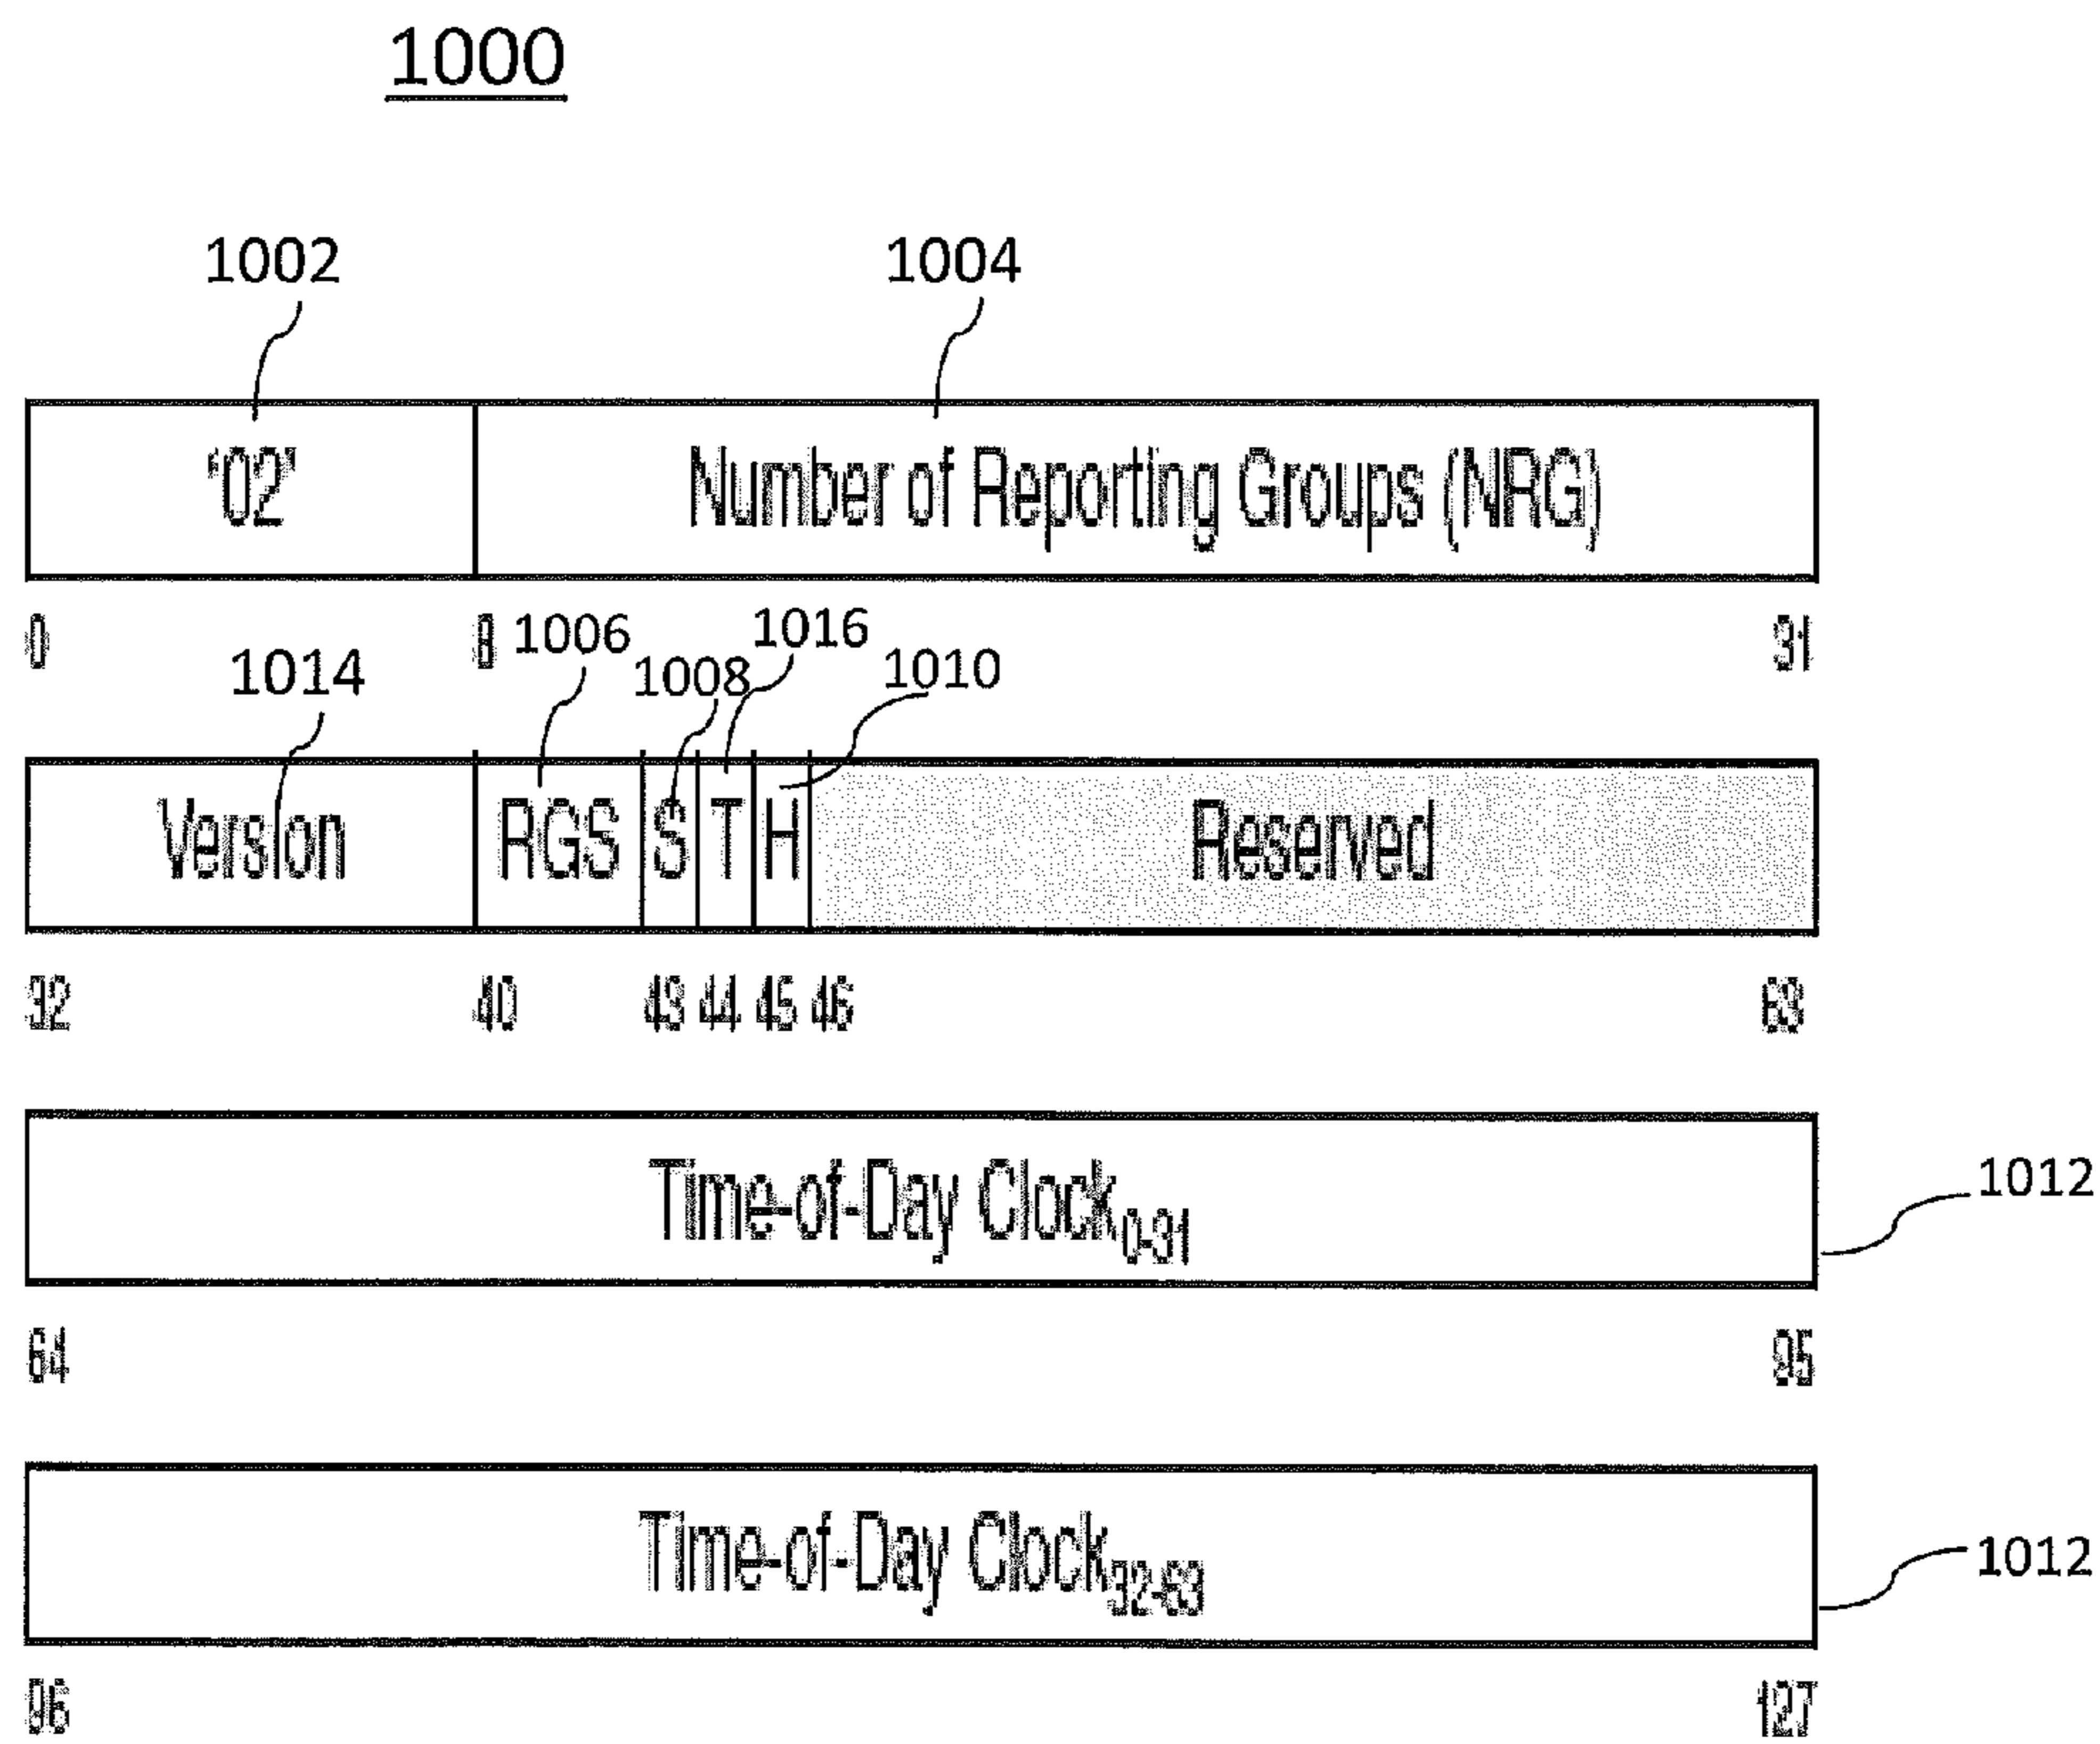 1000
1002 1004
'02' Number of Reporting Groups (NRG)
0 8 31
1014 1006 1008 1016 1010
Version RGS S T H Reserved
32 40 43 44 45 46 63
Time-of-Day Clock0-31 1012
64 95
Time-of-Day Clock32-63 1012
96 127